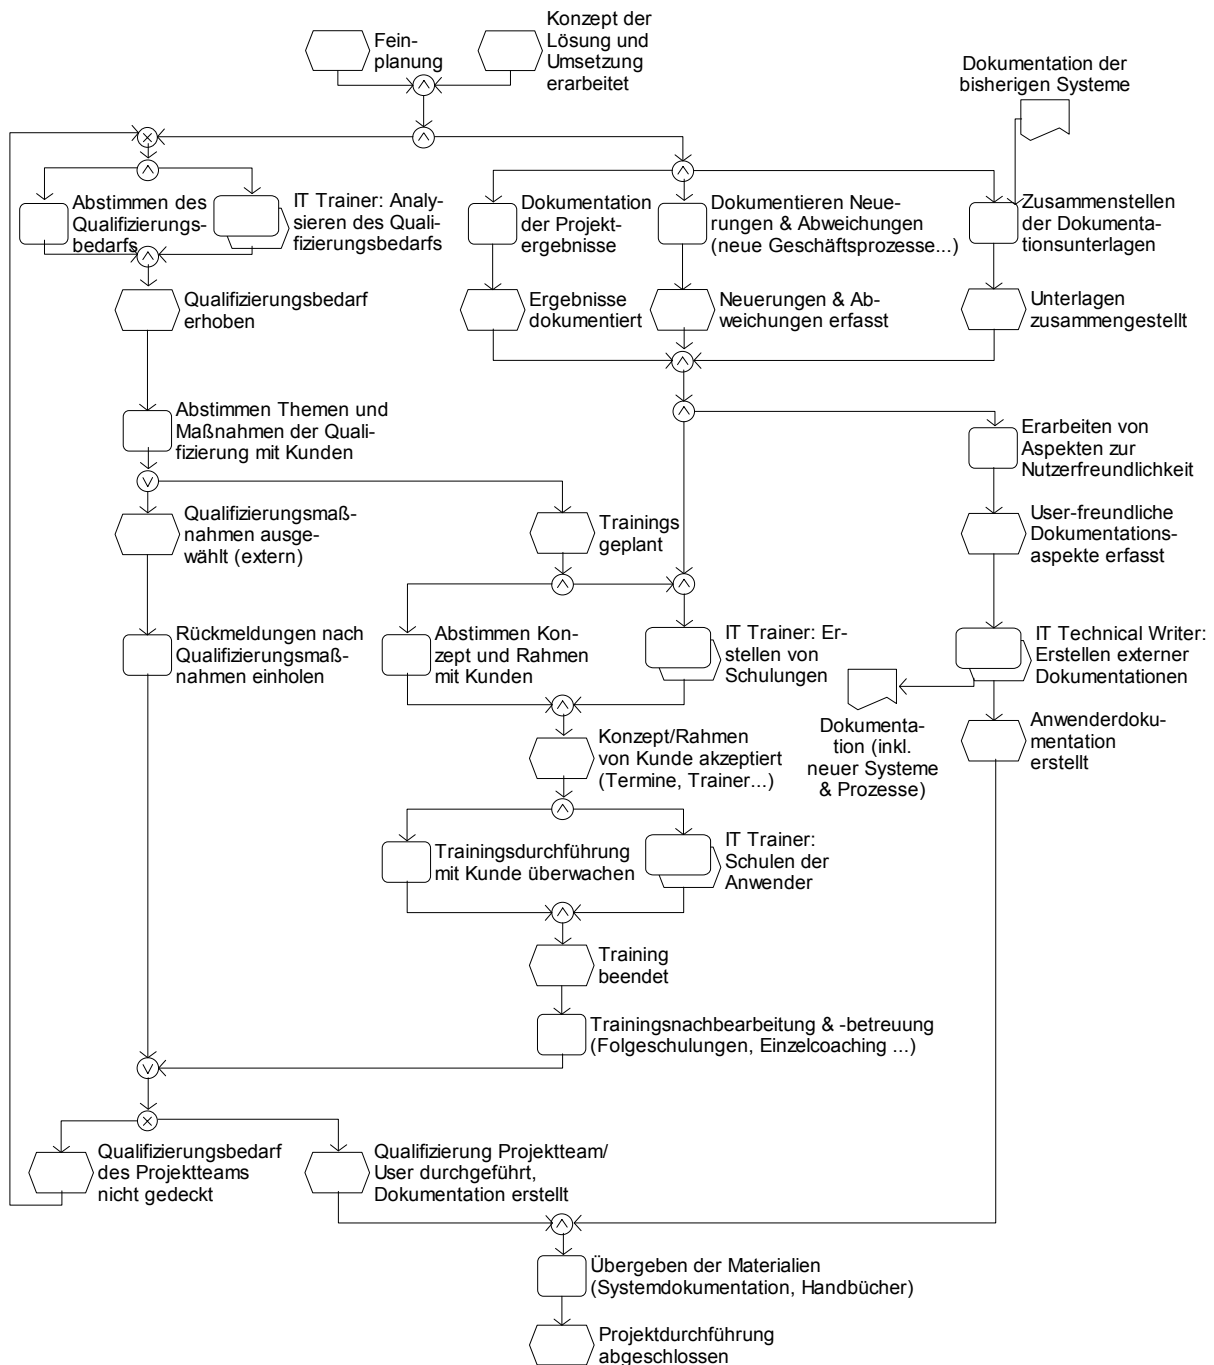 Fein-
planung
Konzept der
Lösung und
Umsetzung
erarbeitet
Dokumentation der
bisherigen Systeme
Abstimmen des
Qualifizierungs-
bedarfs
IT Trainer: Analy-
sieren des Quali-
fizierungsbedarfs
Dokumentation
der Projekt-
ergebnisse
Dokumentieren Neue-
rungen & Abweichungen
(neue Geschäftsprozesse...)
Zusammenstellen
der Dokumenta-
tionsunterlagen
Qualifizierungsbedarf
erhoben
Ergebnisse
dokumentiert
Neuerungen & Ab-
weichungen erfasst
Unterlagen
zusammengestellt
Abstimmen Themen und
Maßnahmen der Quali-
fizierung mit Kunden
Erarbeiten von
Aspekten zur
Nutzerfreundlichkeit
Qualifizierungsmaß-
nahmen ausge-
wählt (extern)
Trainings
geplant
User-freundliche
Dokumentations-
aspekte erfasst
Rückmeldungen nach
Qualifizierungsmaß-
nahmen einholen
Abstimmen Kon-
zept und Rahmen
mit Kunden
IT Trainer: Er-
stellen von
Schulungen
IT Technical Writer:
Erstellen externer
Dokumentationen
Dokumenta-
tion (inkl.
neuer Systeme
& Prozesse)
Konzept/Rahmen
von Kunde akzeptiert
(Termine, Trainer...)
Anwenderdoku-
mentation
erstellt
Trainingsdurchführung
mit Kunde überwachen
IT Trainer:
Schulen der
Anwender
Training
beendet
Trainingsnachbearbeitung & -betreuung
(Folgeschulungen, Einzelcoaching ...)
Qualifizierungsbedarf
des Projektteams
nicht gedeckt
Qualifizierung Projektteam/
User durchgeführt,
Dokumentation erstellt
Übergeben der Materialien
(Systemdokumentation, Handbücher)
Projektdurchführung
abgeschlossen